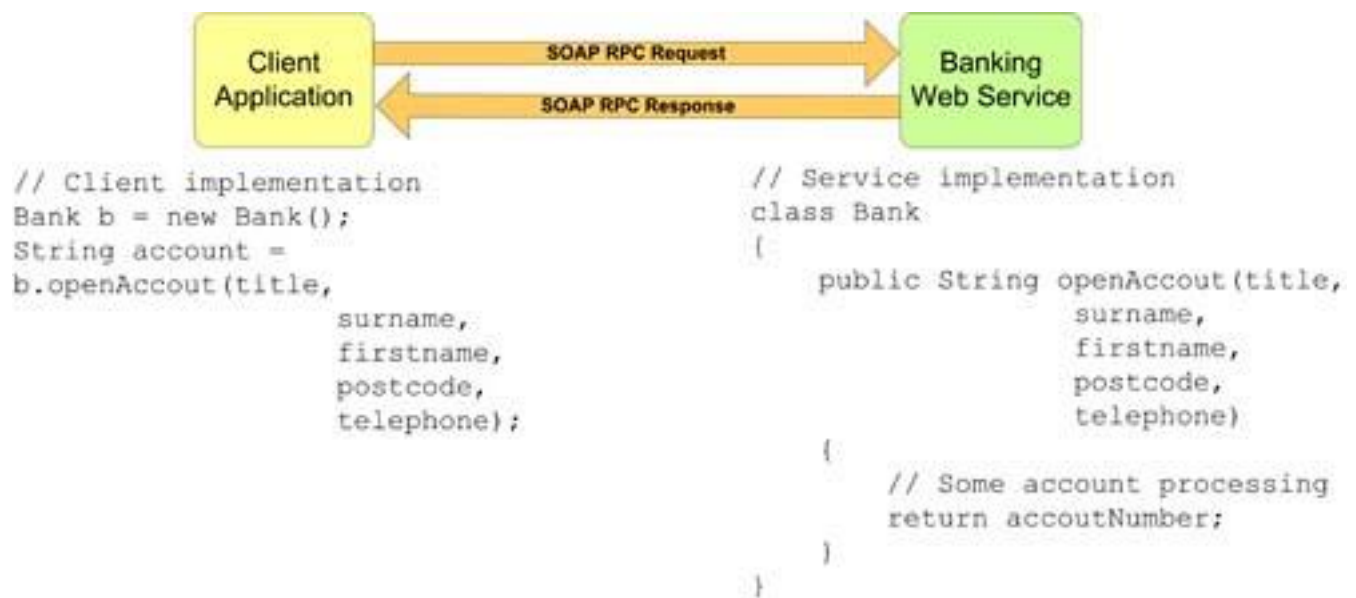 Client
Application
SOAP RPC Request
SOAP RPC Response
Banking
Web Service
// Client implementation
Bank b = new Bank();
String account =
b.openAccout(title,
surname,
firstname,
postcode,
telephone);
// Service implementation
class Bank
{
public String openAccout(title,
surname,
firstname,
postcode,
telephone)
{
// Some account processing
return accoutNumber;
}
}